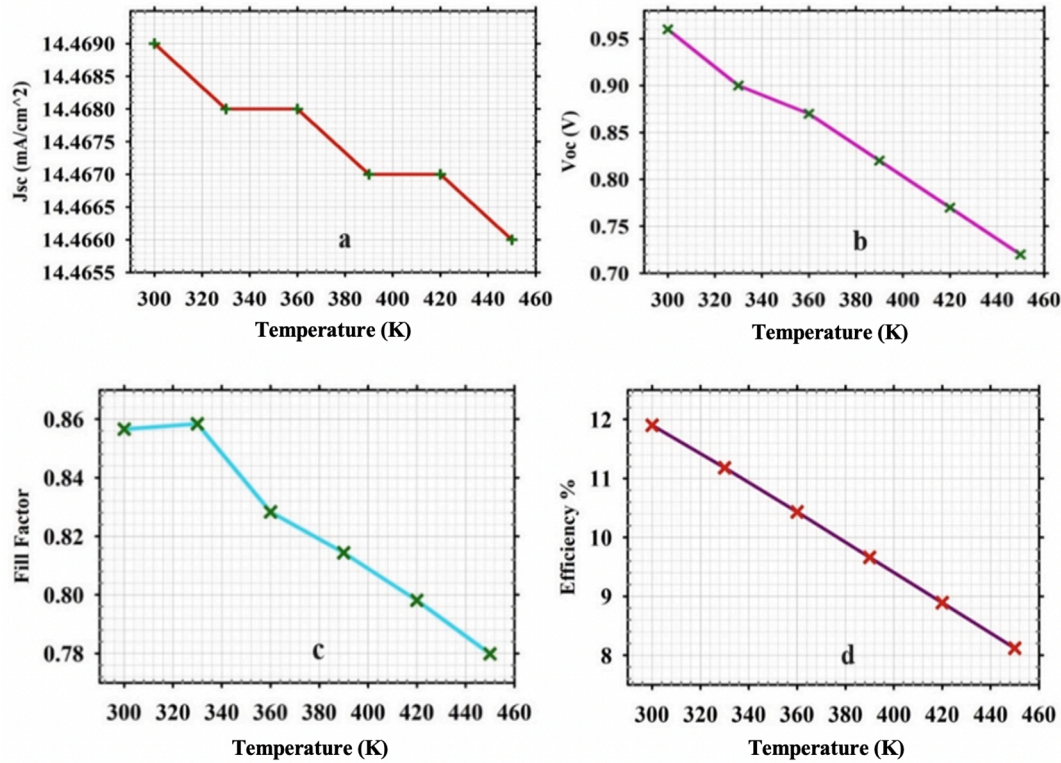 14.4690
14.4685
14.4680
14.4675
14.4670
14.4665
14.4660
14.4655
Jsc (mA/cm^2)
a
300 320 340 360 380 400 420 440 460
Temperature (K)
0.95
0.90
0.85
0.80
0.75
0.70
Voc (V)
b
300 320 340 360 380 400 420 440 460
Temperature (K)
0.86
0.84
0.82
0.80
0.78
Fill Factor
c
300 320 340 360 380 400 420 440 460
Temperature (K)
12
11
10
9
8
Efficiency %
d
300 320 340 360 380 400 420 440 460
Temperature (K)